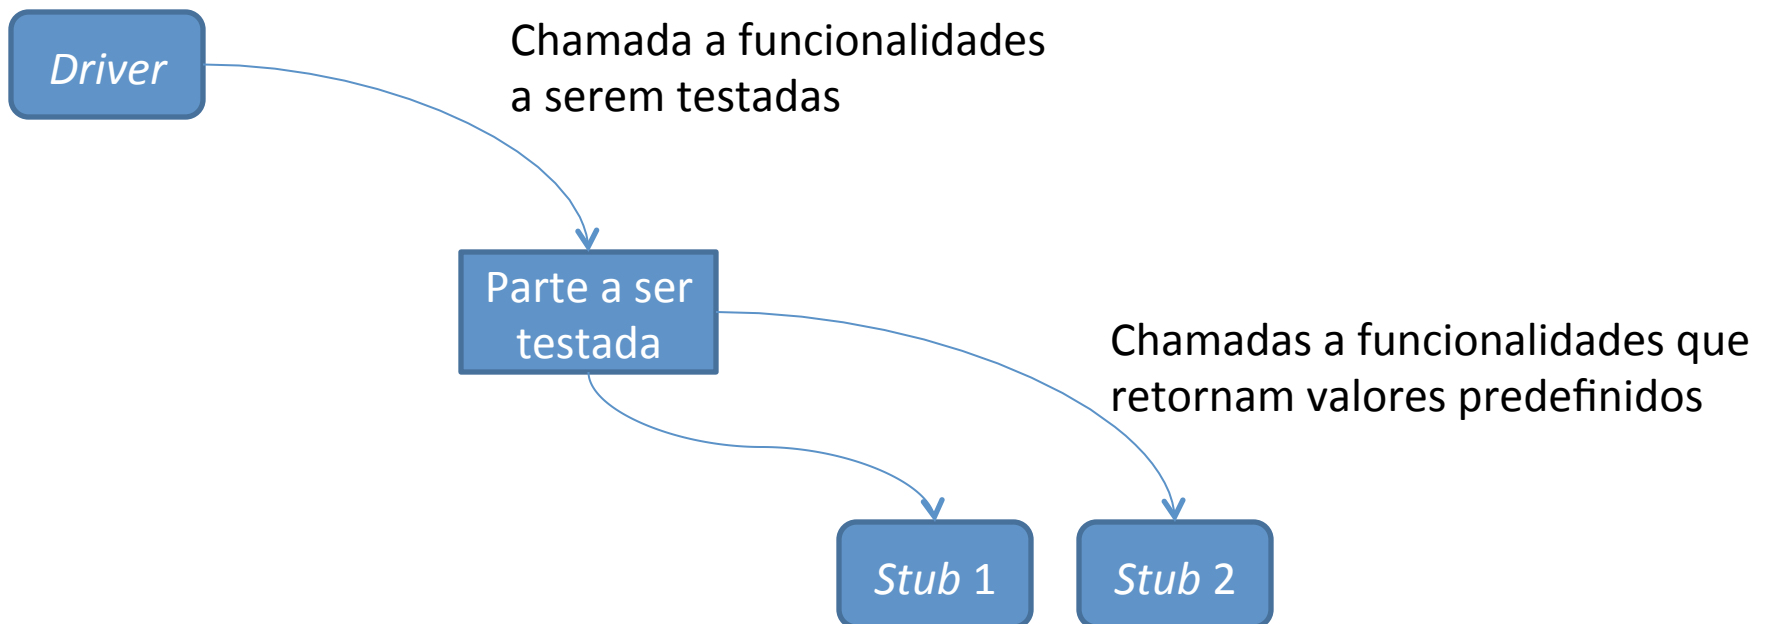 Driver
Chamada a funcionalidades
a serem testadas
Parte a ser
testada
Chamadas a funcionalidades que
retornam valores predefinidos
Stub 1
Stub 2